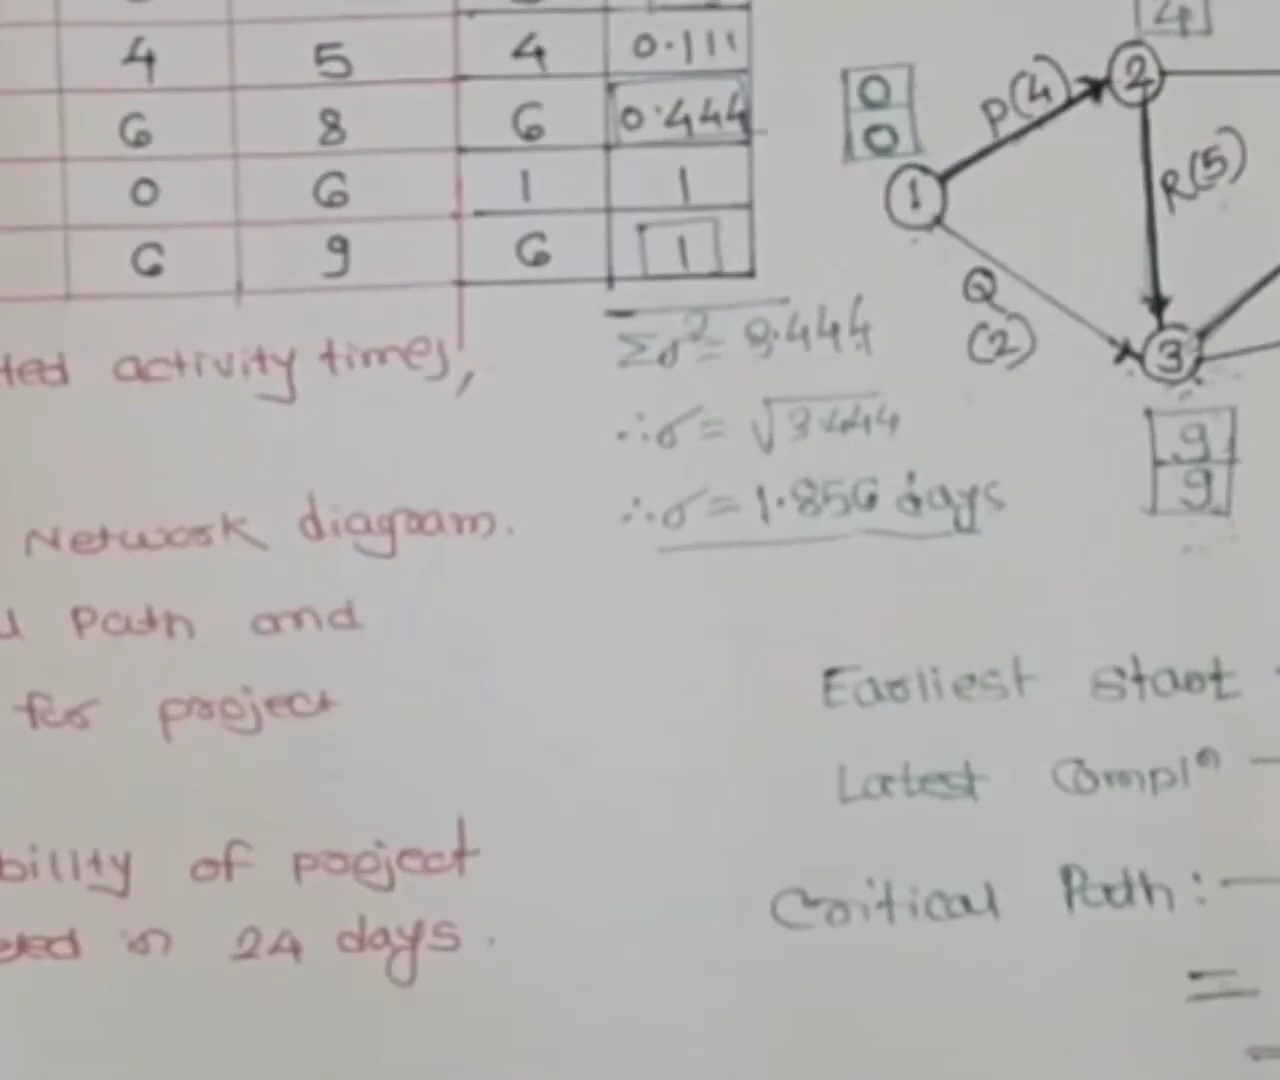 4 5 4 0.111
6 8 6 0.444
0 6 1 1
6 9 6 1
ted activity times,
Network diagram.
Path and
for project
bility of project
in 24 days.
Σσ² = 3.444
∴σ = √3.444
∴σ = 1.856 days
4
0
0
1
P(4)
2
R(5)
Q
(2)
3
9
9
Earliest start
Latest Complⁿ
Critical Path :-
=